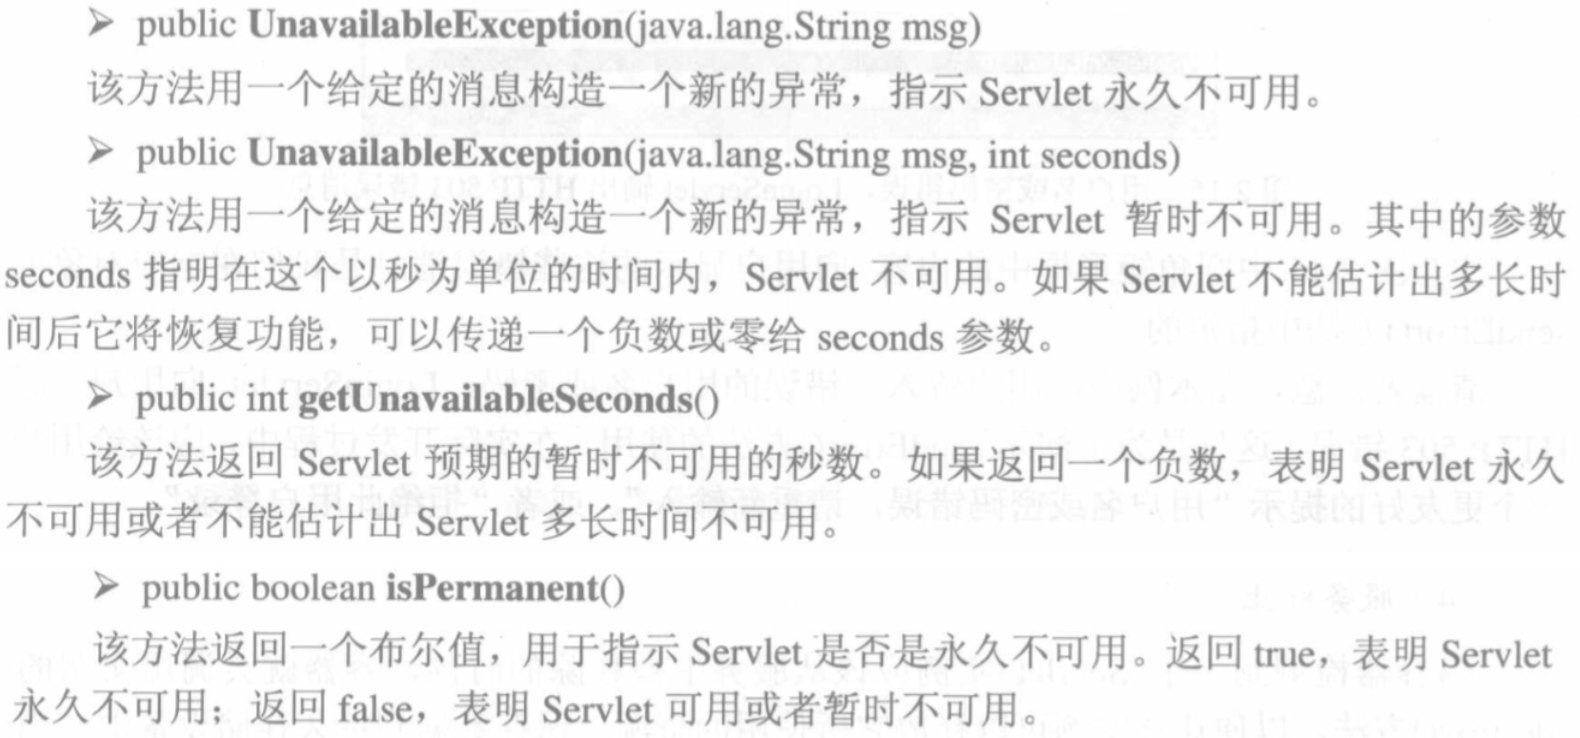 ➢ public UnavailableException(java.lang.String msg)
该方法用一个给定的消息构造一个新的异常，指示 Servlet 永久不可用。
➢ public UnavailableException(java.lang.String msg, int seconds)
该方法用一个给定的消息构造一个新的异常，指示 Servlet 暂时不可用。其中的参数
seconds 指明在这个以秒为单位的时间内，Servlet 不可用。如果 Servlet 不能估计出多长时
间后它将恢复功能，可以传递一个负数或零给 seconds 参数。
➢ public int getUnavailableSeconds()
该方法返回 Servlet 预期的暂时不可用的秒数。如果返回一个负数，表明 Servlet 永久
不可用或者不能估计出 Servlet 多长时间不可用。
➢ public boolean isPermanent()
该方法返回一个布尔值，用于指示 Servlet 是否是永久不可用。返回 true，表明 Servlet
永久不可用；返回 false，表明 Servlet 可用或者暂时不可用。